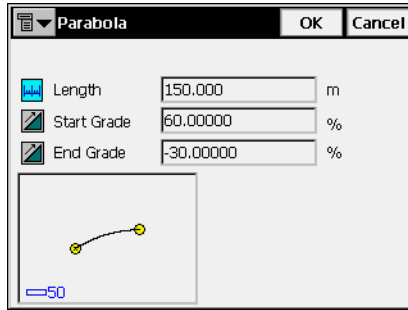 Parabola OK Cancel
Length 150.000 m
Start Grade 60.00000 %
End Grade -30.00000 %
50